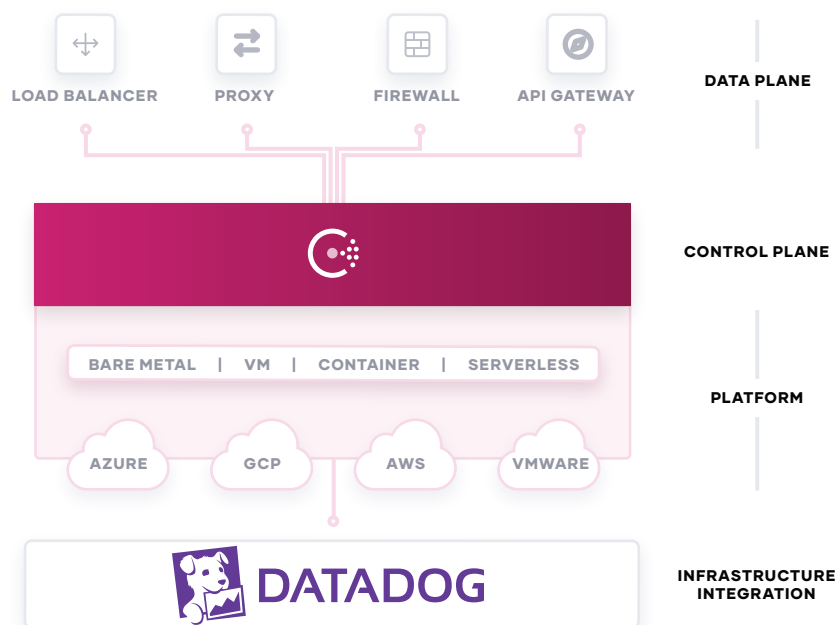 LOAD BALANCER
PROXY
FIREWALL
API GATEWAY
DATA PLANE
CONTROL PLANE
BARE METAL | VM | CONTAINER | SERVERLESS
PLATFORM
AZURE
GCP
AWS
VMWARE
DATADOG
INFRASTRUCTURE
INTEGRATION